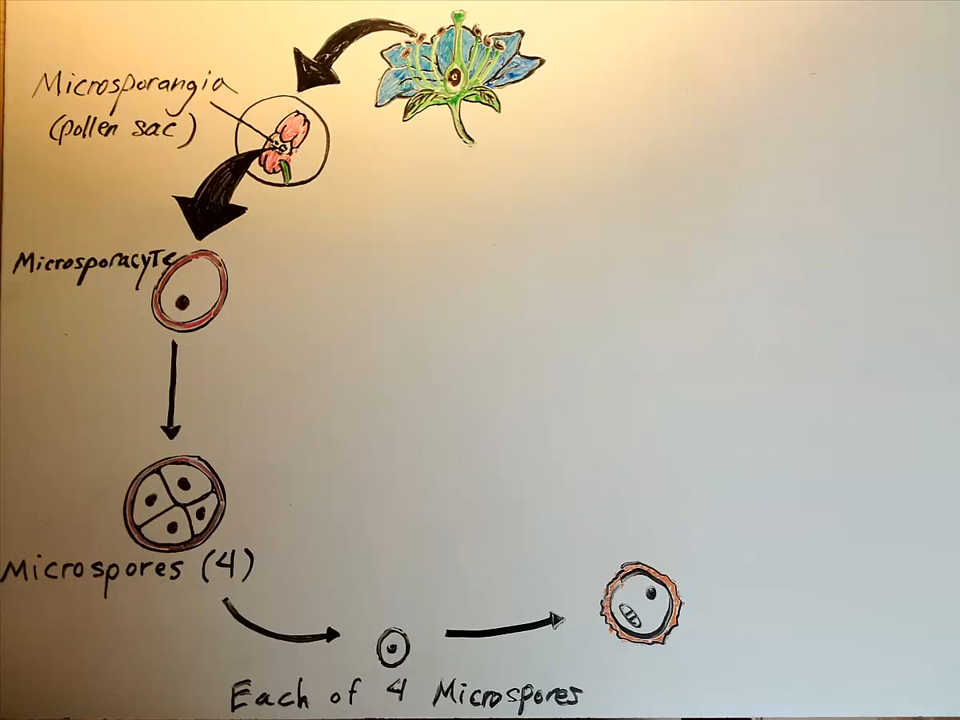 Microsporangia
(pollen sac)
Microsporacyte
Microspores (4)
Each of 4 Microspores